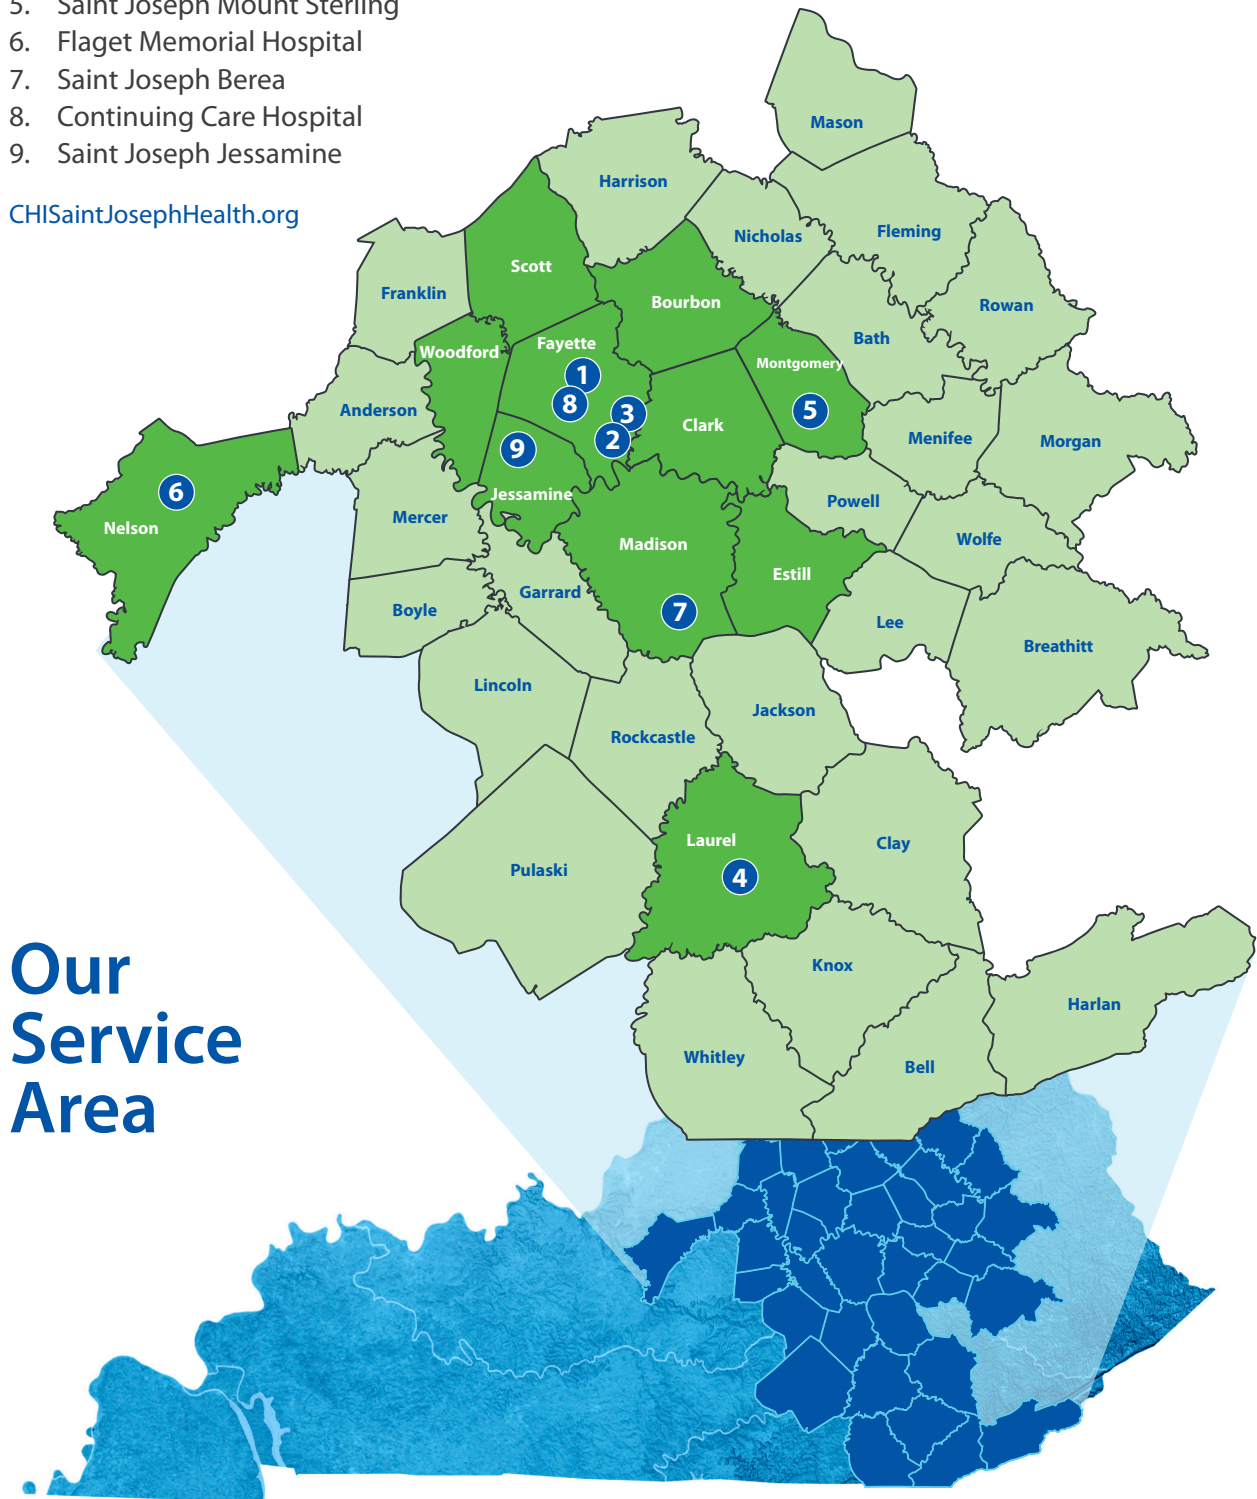 5. Saint Joseph Mount Sterling
6. Flaget Memorial Hospital
7. Saint Joseph Berea
8. Continuing Care Hospital
9. Saint Joseph Jessamine
CHISaintJosephHealth.org
Mason
Harrison
Nicholas
Fleming
Scott
Franklin
Bourbon
Rowan
Woodford
Fayette
Bath
Montgomery
1
8
3
2
5
Anderson
Clark
Menifee
Morgan
9
6
Jessamine
Nelson
Mercer
Powell
Madison
Wolfe
Estill
Garrard
Boyle
7
Lee
Breathitt
Lincoln
Jackson
Rockcastle
Laurel
Clay
Pulaski
4
Knox
Harlan
Whitley
Bell
Our
Service
Area